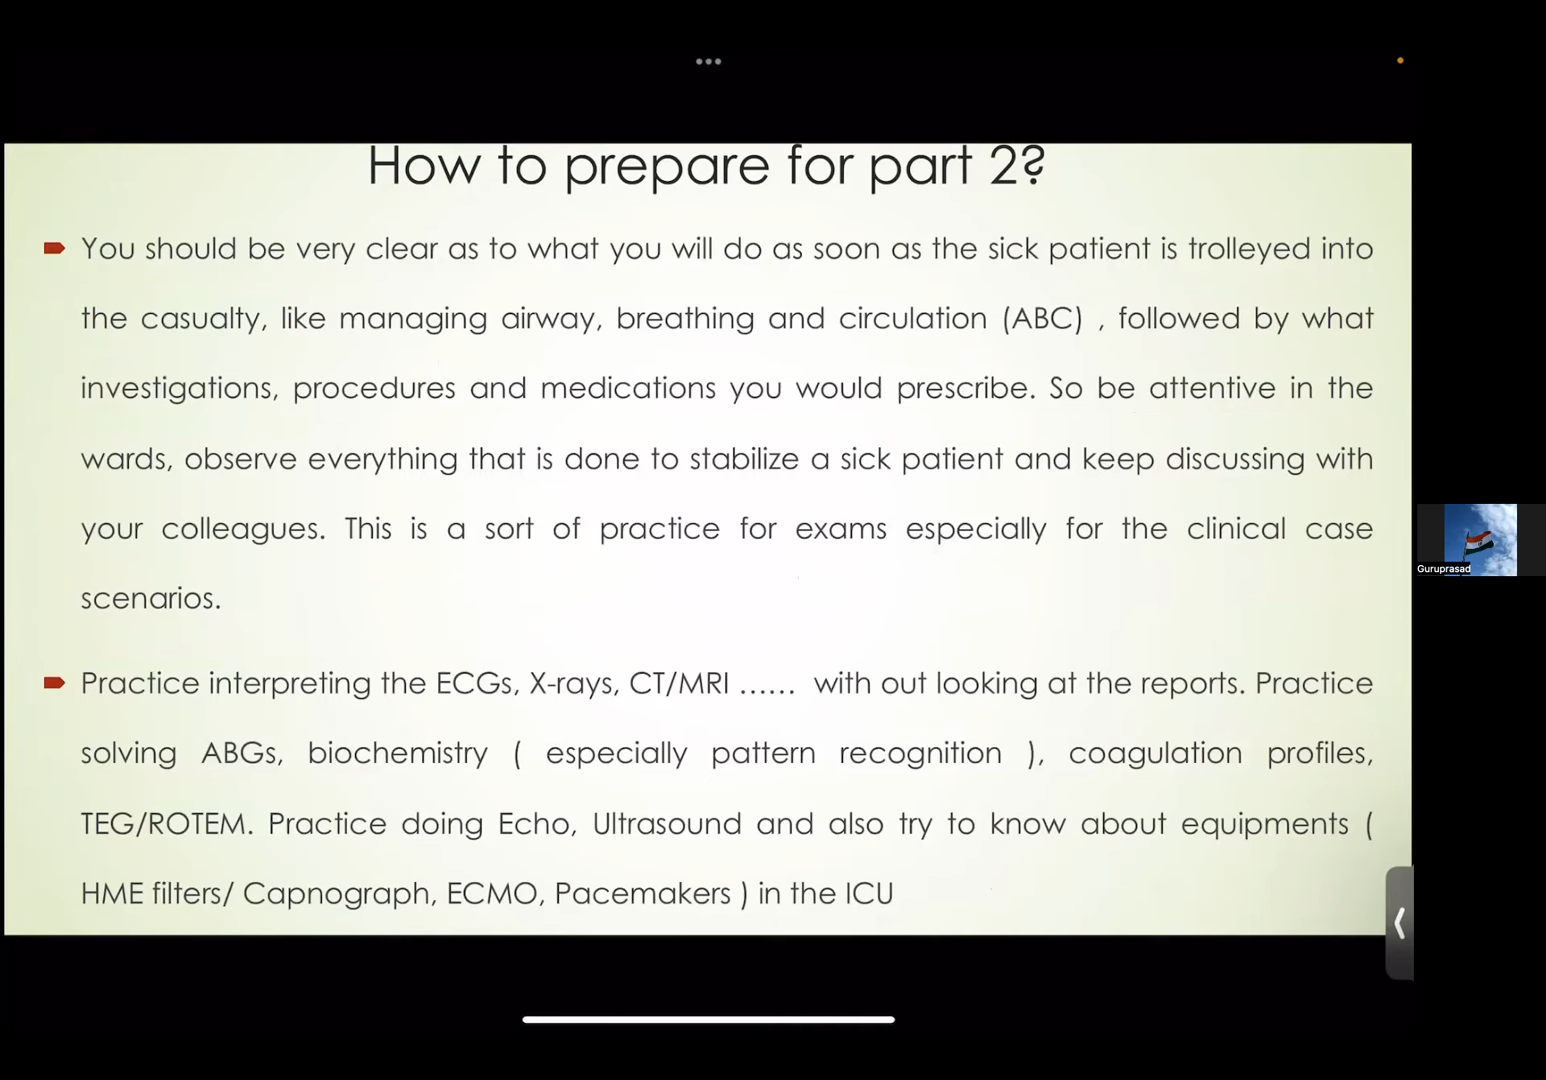 How to prepare for part 2?
You should be very clear as to what you will do as soon as the sick patient is trolleyed into
the casualty, like managing airway, breathing and circulation (ABC) , followed by what
investigations, procedures and medications you would prescribe. So be attentive in the
wards, observe everything that is done to stabilize a sick patient and keep discussing with
your colleagues. This is a sort of practice for exams especially for the clinical case
scenarios.
Practice interpreting the ECGs, X-rays, CT/MRI ...... with out looking at the reports. Practice
solving ABGs, biochemistry ( especially pattern recognition ), coagulation profiles,
TEG/ROTEM. Practice doing Echo, Ultrasound and also try to know about equipments (
HME filters/ Capnograph, ECMO, Pacemakers ) in the ICU
Guruprasad